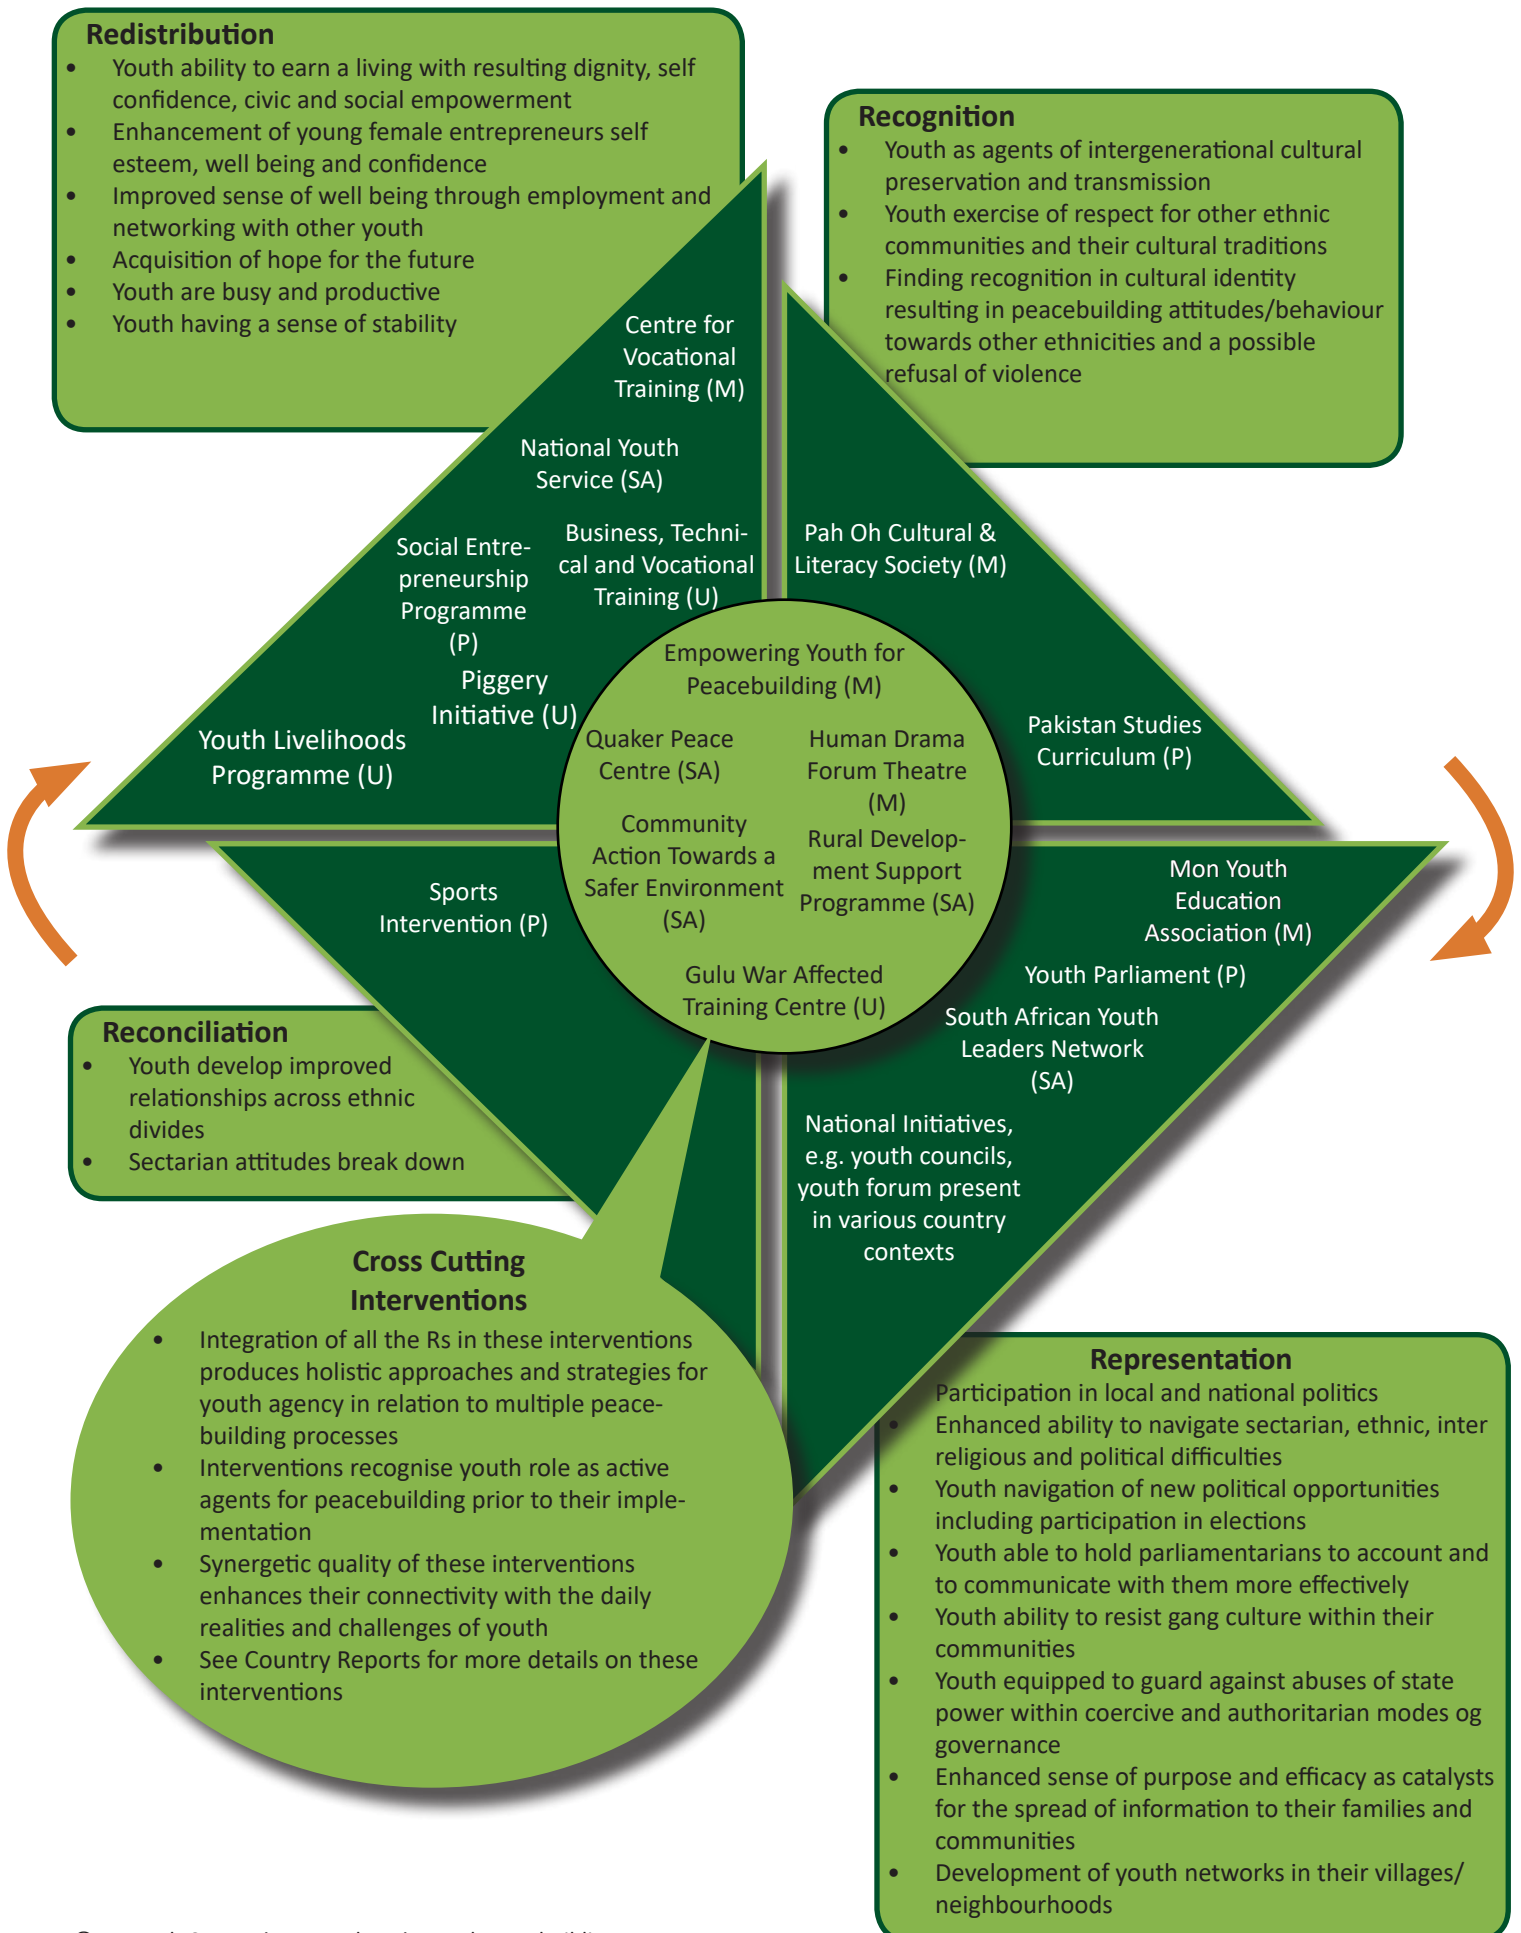 Redistribution
• Youth ability to earn a living with resulting dignity, self
confidence, civic and social empowerment
• Enhancement of young female entrepreneurs self
esteem, well being and confidence
• Improved sense of well being through employment and
networking with other youth
• Acquisition of hope for the future
• Youth are busy and productive
• Youth having a sense of stability
Recognition
• Youth as agents of intergenerational cultural
preservation and transmission
• Youth exercise of respect for other ethnic
communities and their cultural traditions
• Finding recognition in cultural identity
resulting in peacebuilding attitudes/behaviour
towards other ethnicities and a possible
refusal of violence
Centre for
Vocational
Training (M)
National Youth
Service (SA)
Social Entre-
preneurship
Programme
(P)
Business, Techni-
cal and Vocational
Training (U)
Piggery
Initiative (U)
Youth Livelihoods
Programme (U)
Pah Oh Cultural &
Literacy Society (M)
Pakistan Studies
Curriculum (P)
Empowering Youth for
Peacebuilding (M)
Quaker Peace
Centre (SA)
Human Drama
Forum Theatre
(M)
Community
Action Towards a
Safer Environment
(SA)
Rural Develop-
ment Support
Programme (SA)
Gulu War Affected
Training Centre (U)
Sports
Intervention (P)
Mon Youth
Education
Association (M)
Youth Parliament (P)
South African Youth
Leaders Network
(SA)
National Initiatives,
e.g. youth councils,
youth forum present
in various country
contexts
Reconciliation
• Youth develop improved
relationships across ethnic
divides
• Sectarian attitudes break down
Cross Cutting
Interventions
• Integration of all the Rs in these interventions
produces holistic approaches and strategies for
youth agency in relation to multiple peace-
building processes
• Interventions recognise youth role as active
agents for peacebuilding prior to their imple-
mentation
• Synergetic quality of these interventions
enhances their connectivity with the daily
realities and challenges of youth
• See Country Reports for more details on these
interventions
Representation
Participation in local and national politics
• Enhanced ability to navigate sectarian, ethnic, inter
religious and political difficulties
• Youth navigation of new political opportunities
including participation in elections
• Youth able to hold parliamentarians to account and
to communicate with them more effectively
• Youth ability to resist gang culture within their
communities
• Youth equipped to guard against abuses of state
power within coercive and authoritarian modes og
governance
• Enhanced sense of purpose and efficacy as catalysts
for the spread of information to their families and
communities
• Development of youth networks in their villages/
neighbourhoods